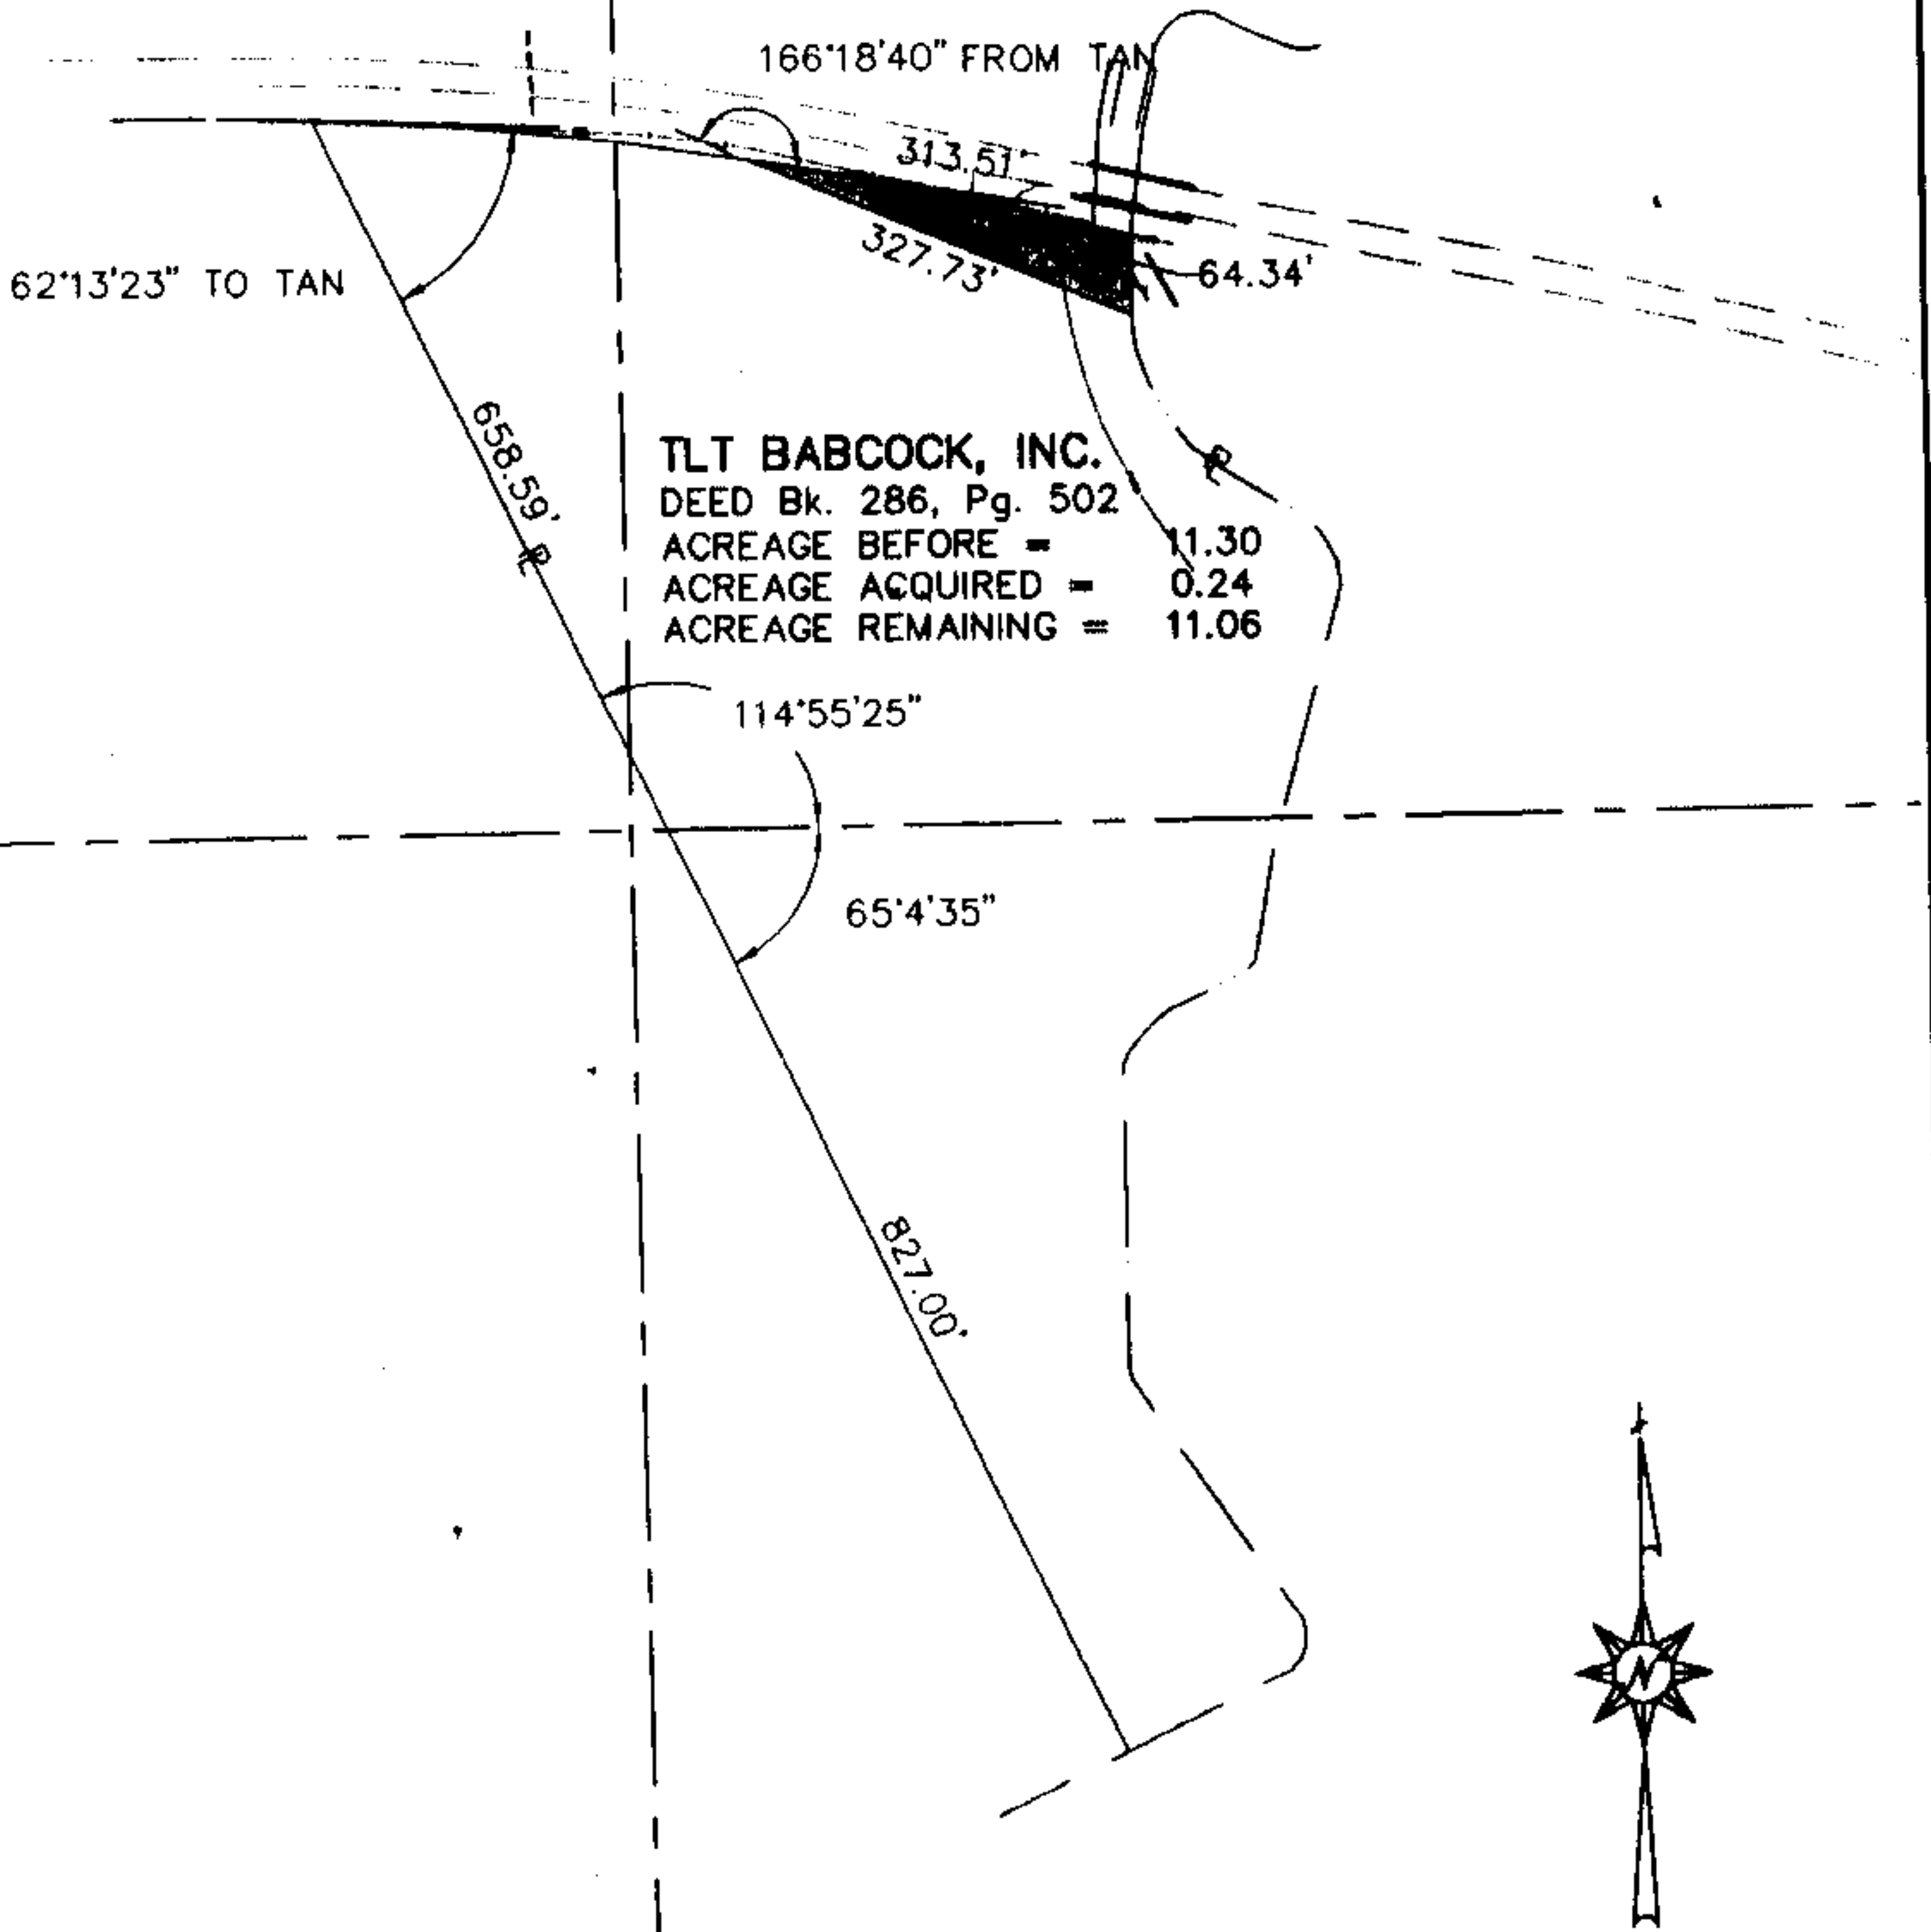 166°18'40" FROM TAN
313.51'
327.73'
64.34'
62°13'23" TO TAN
658.59'
TLT BABCOCK, INC.
DEED Bk. 286, Pg. 502
ACREAGE BEFORE = 11.30
ACREAGE ACQUIRED = 0.24
ACREAGE REMAINING = 11.06
114°55'25"
65°4'35"
827.00'
N